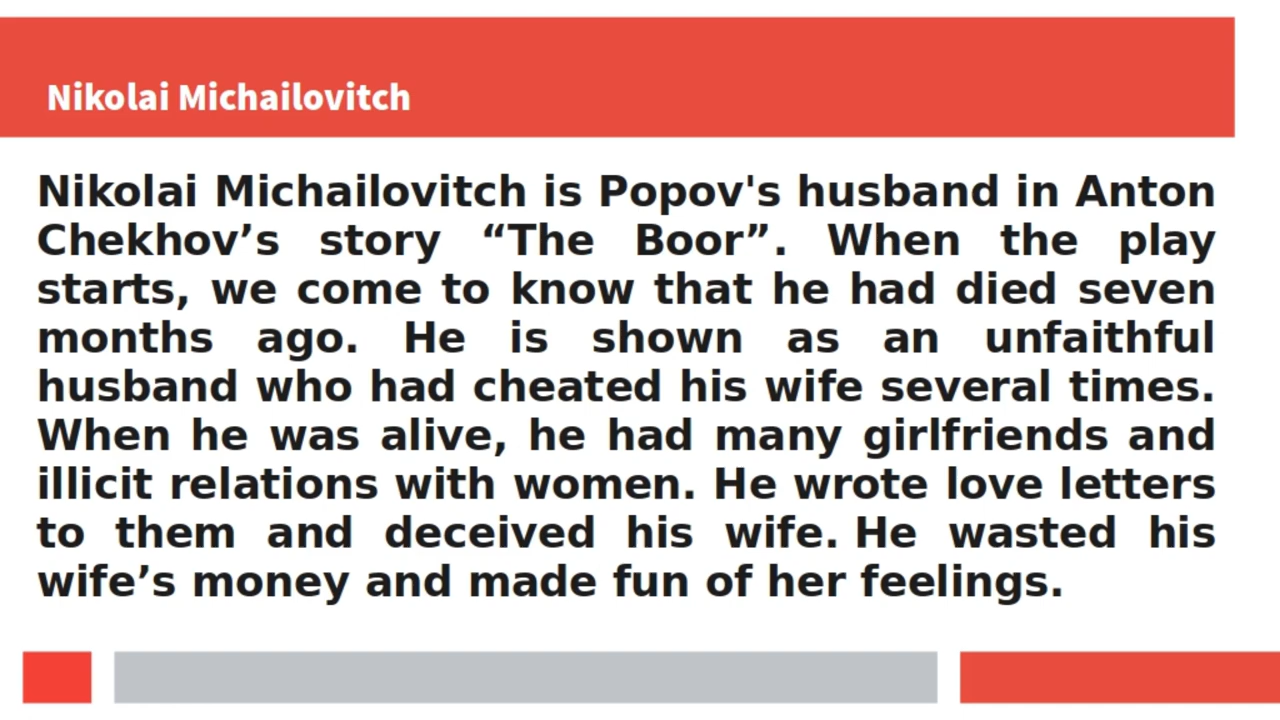 Nikolai Michailovitch
Nikolai Michailovitch is Popov's husband in Anton
Chekhov’s story “The Boor”. When the play
starts, we come to know that he had died seven
months ago. He is shown as an unfaithful
husband who had cheated his wife several times.
When he was alive, he had many girlfriends and
illicit relations with women. He wrote love letters
to them and deceived his wife. He wasted his
wife’s money and made fun of her feelings.